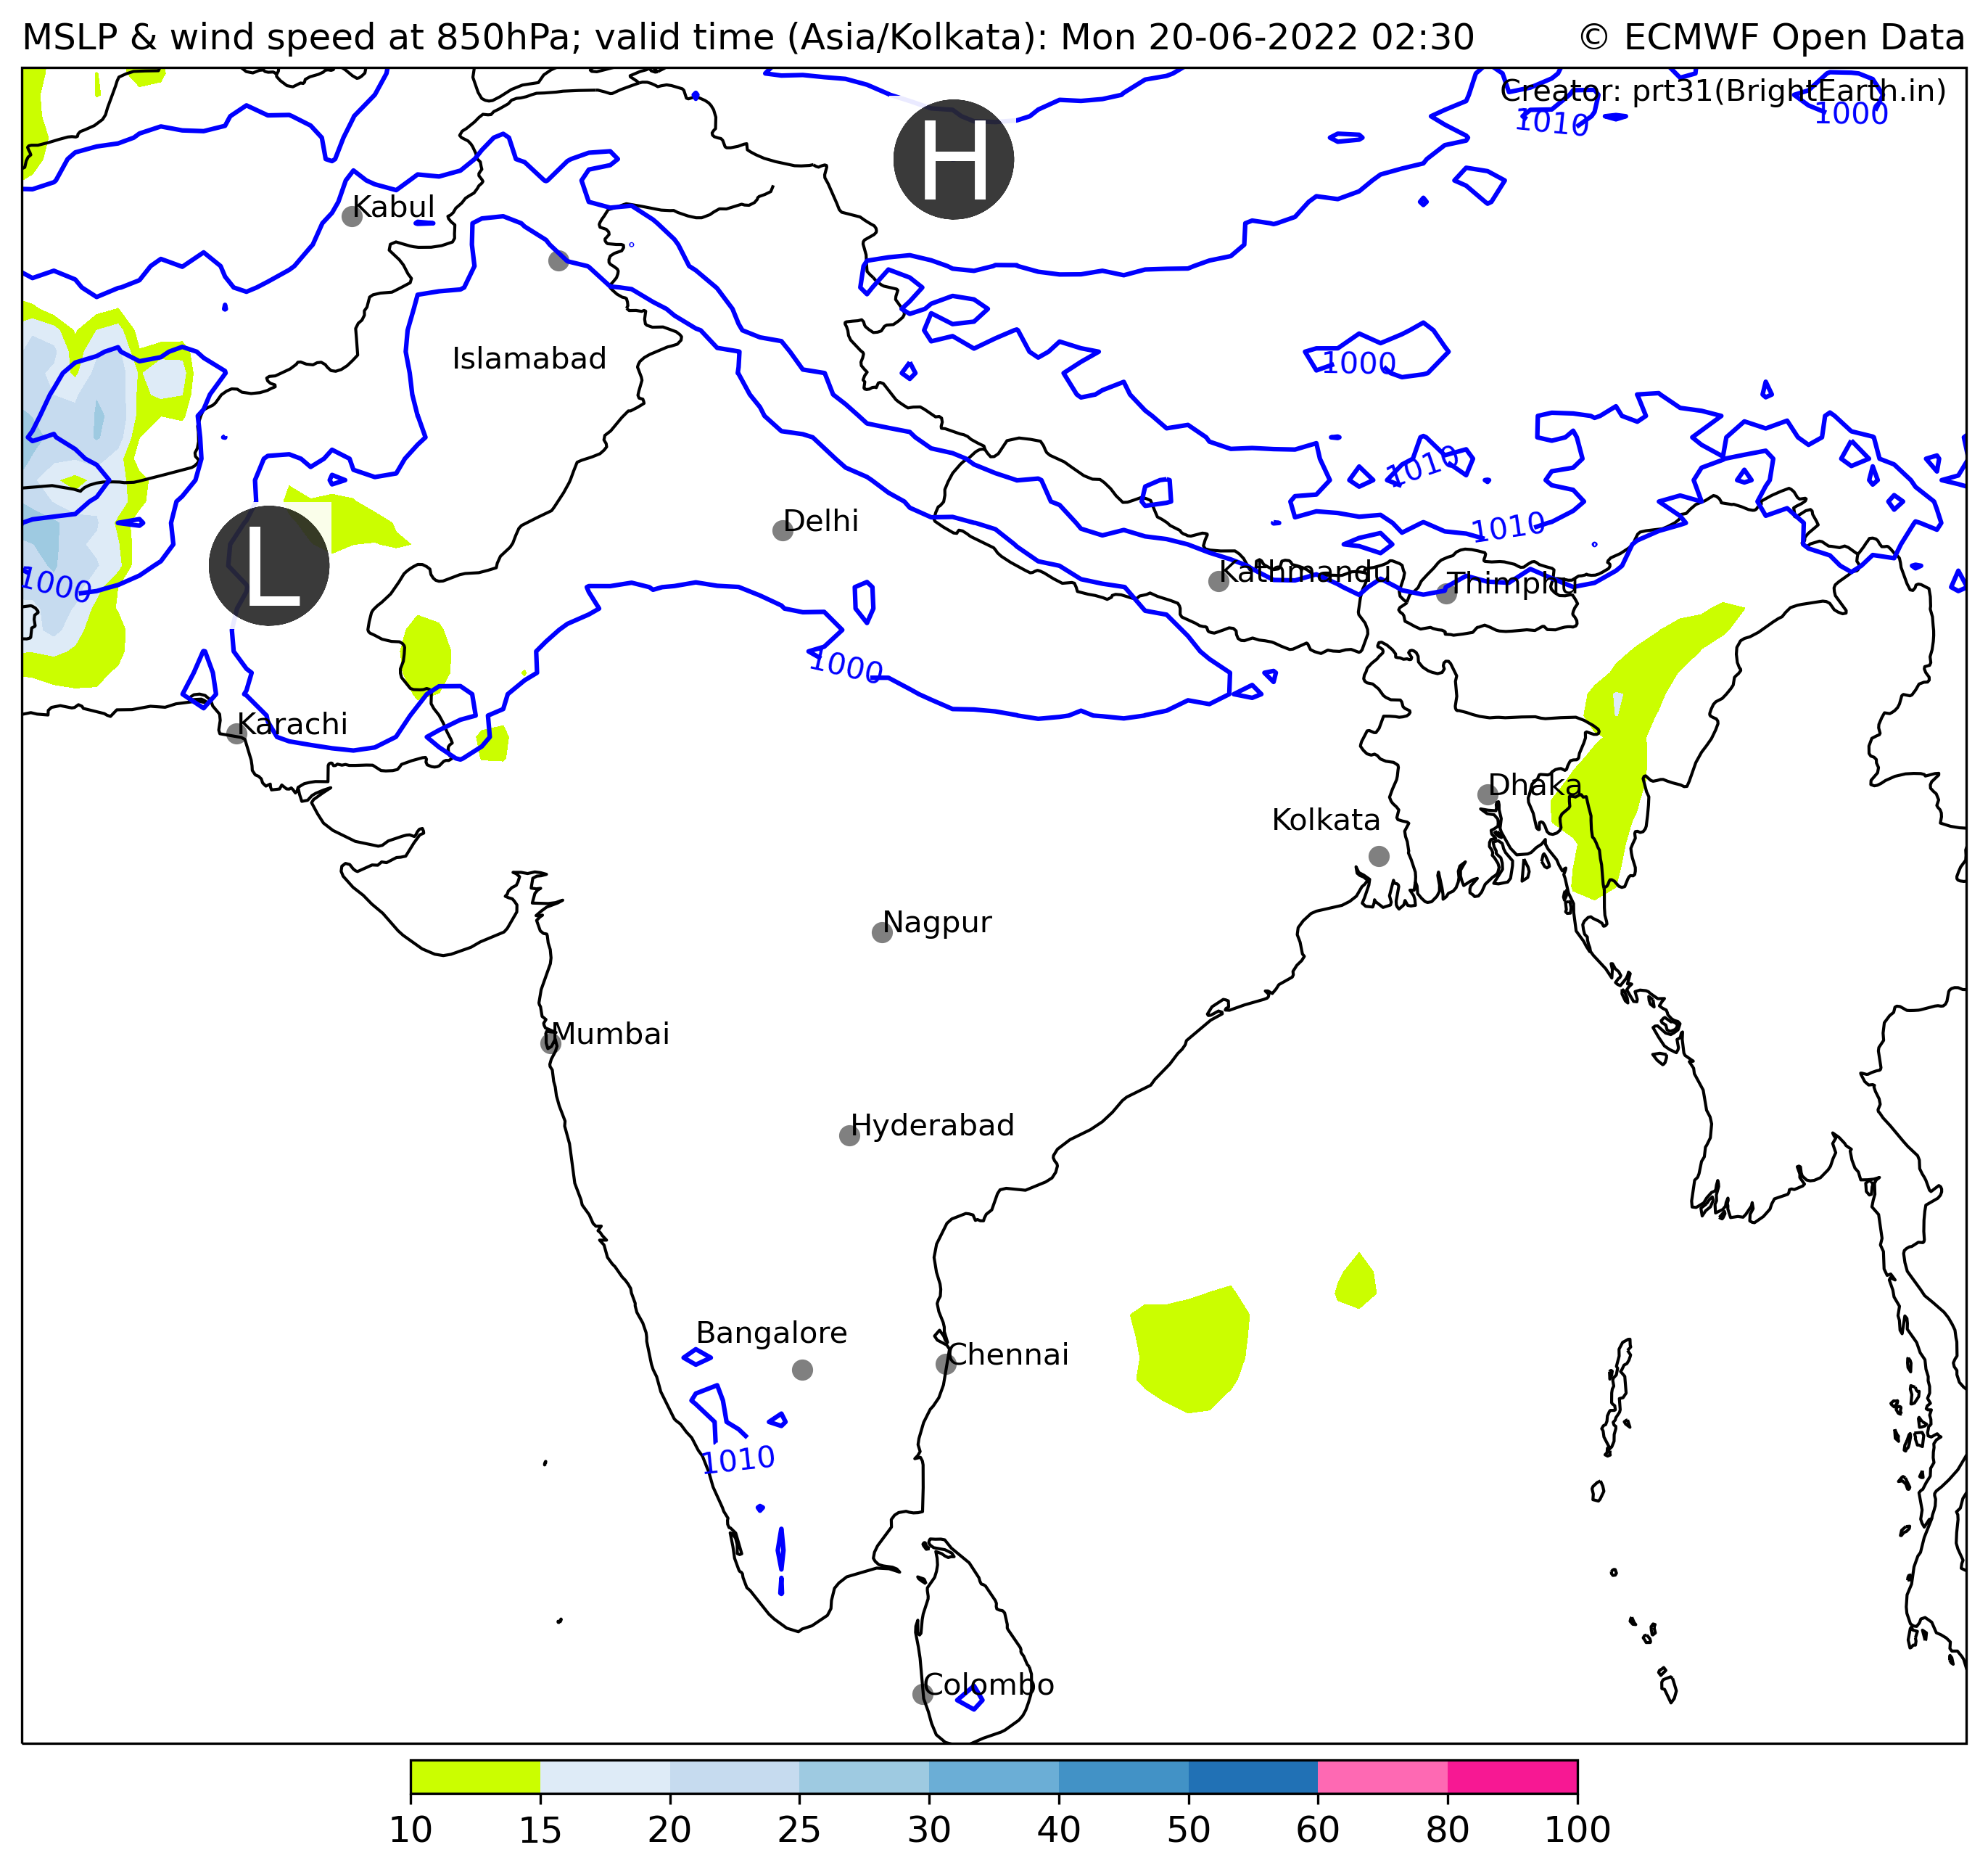 MSLP & wind speed at 850hPa; valid time (Asia/Kolkata): Mon 20-06-2022 02:30
© ECMWF Open Data
Creator: prt31(BrightEarth.in)
1010
1000
H
Kabul
Islamabad
1000
1010
1010
Delhi
L
1000
Kathmandu
Thimphu
1000
Karachi
Dhaka
Kolkata
Nagpur
Mumbai
Hyderabad
Bangalore
Chennai
1010
Colombo
10 15 20 25 30 40 50 60 80 100